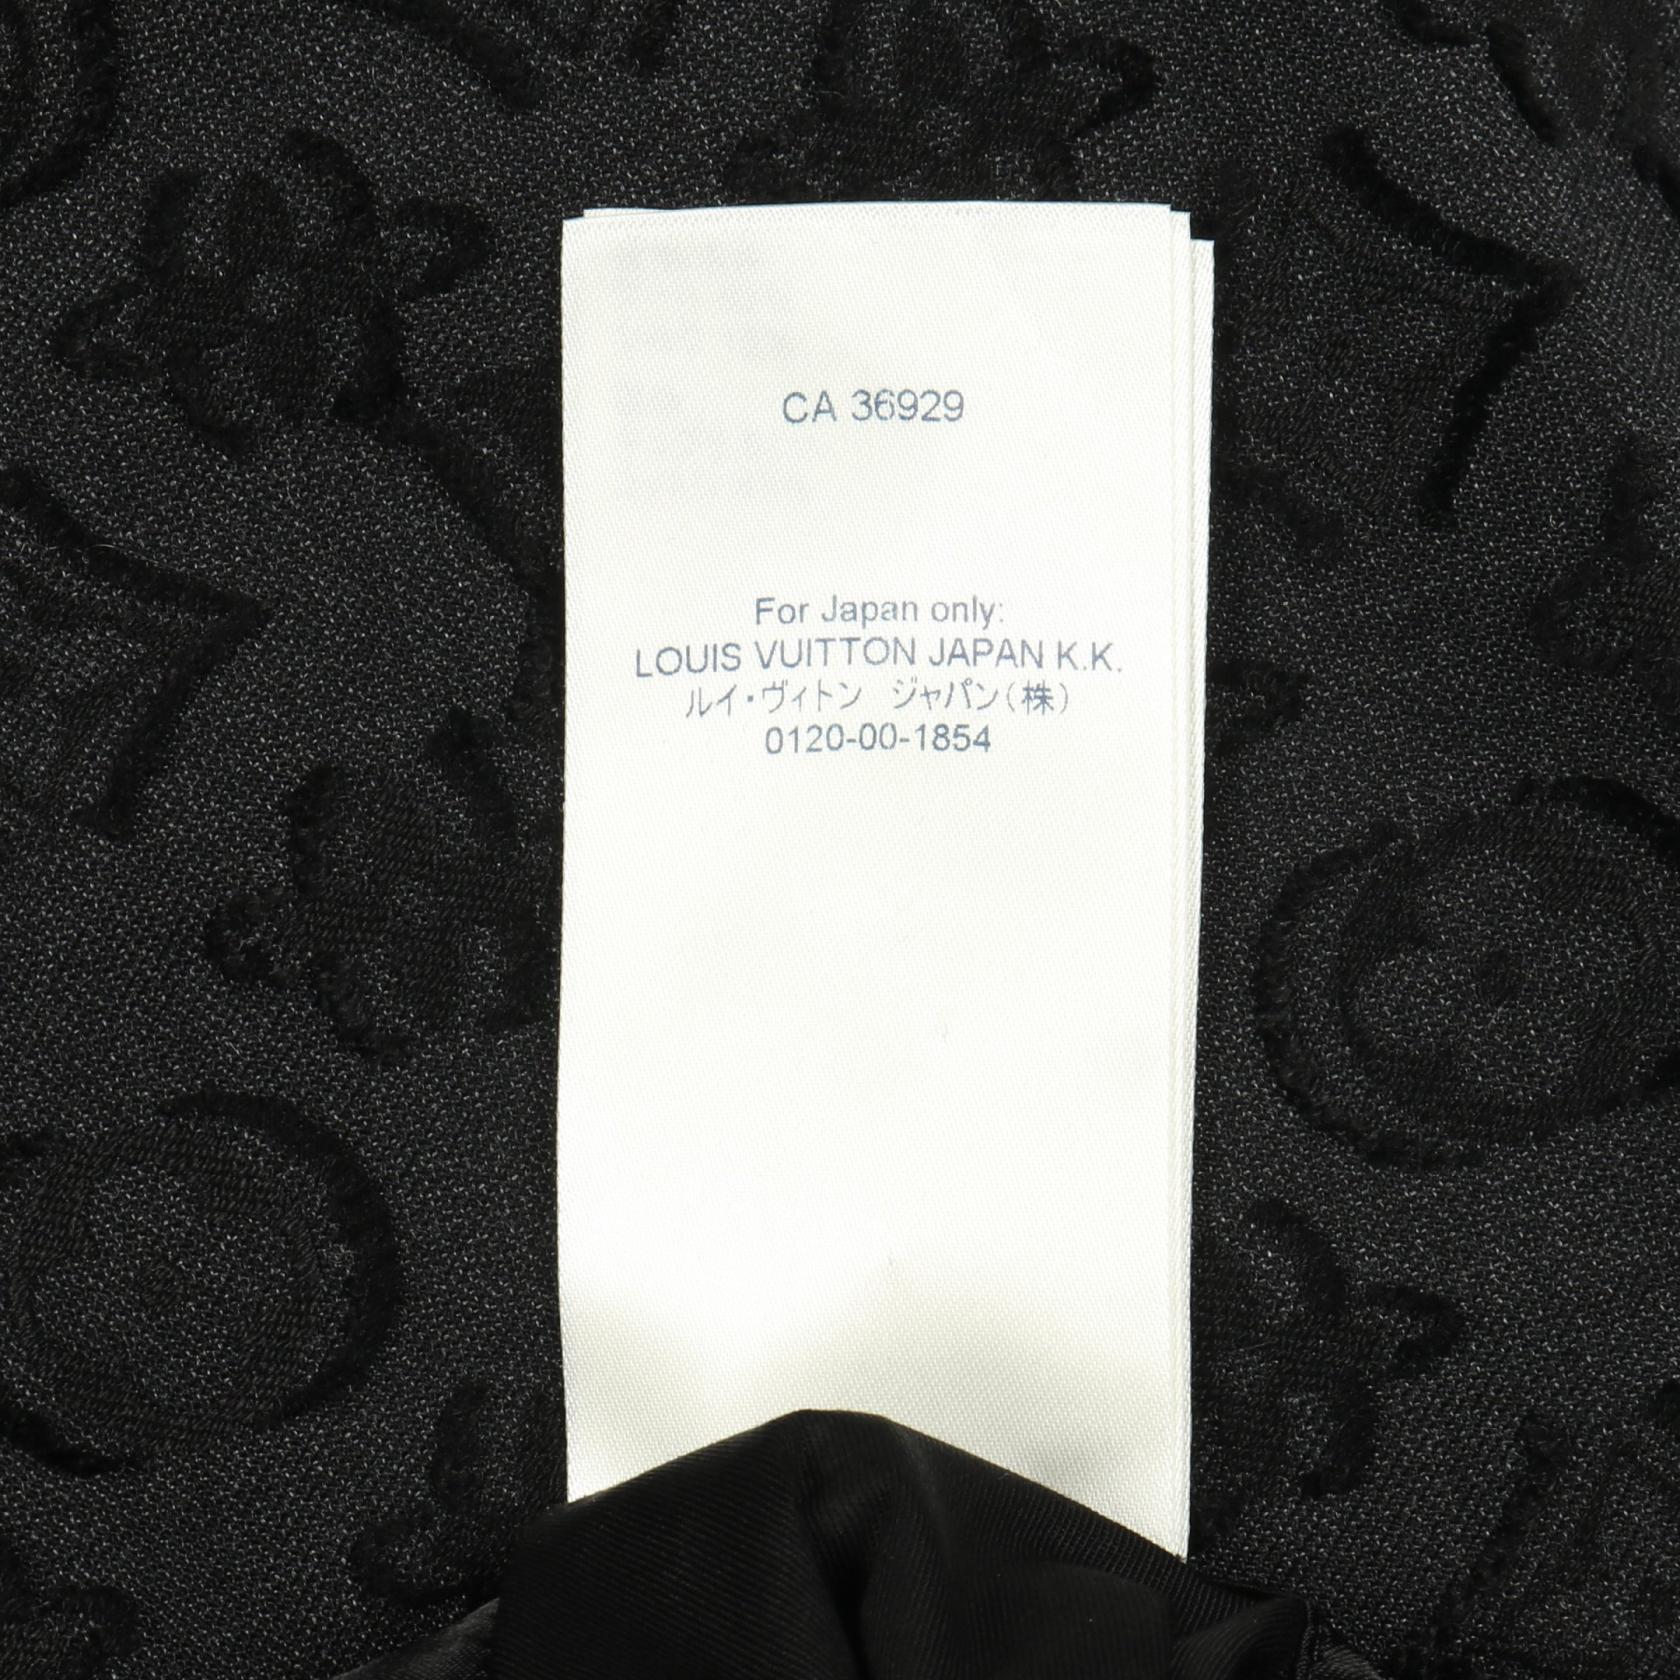 CA 36929
For Japan only:
LOUIS VUITTON JAPAN K.K.
ルイ・ヴィトン　ジャパン(株)
0120-00-1854